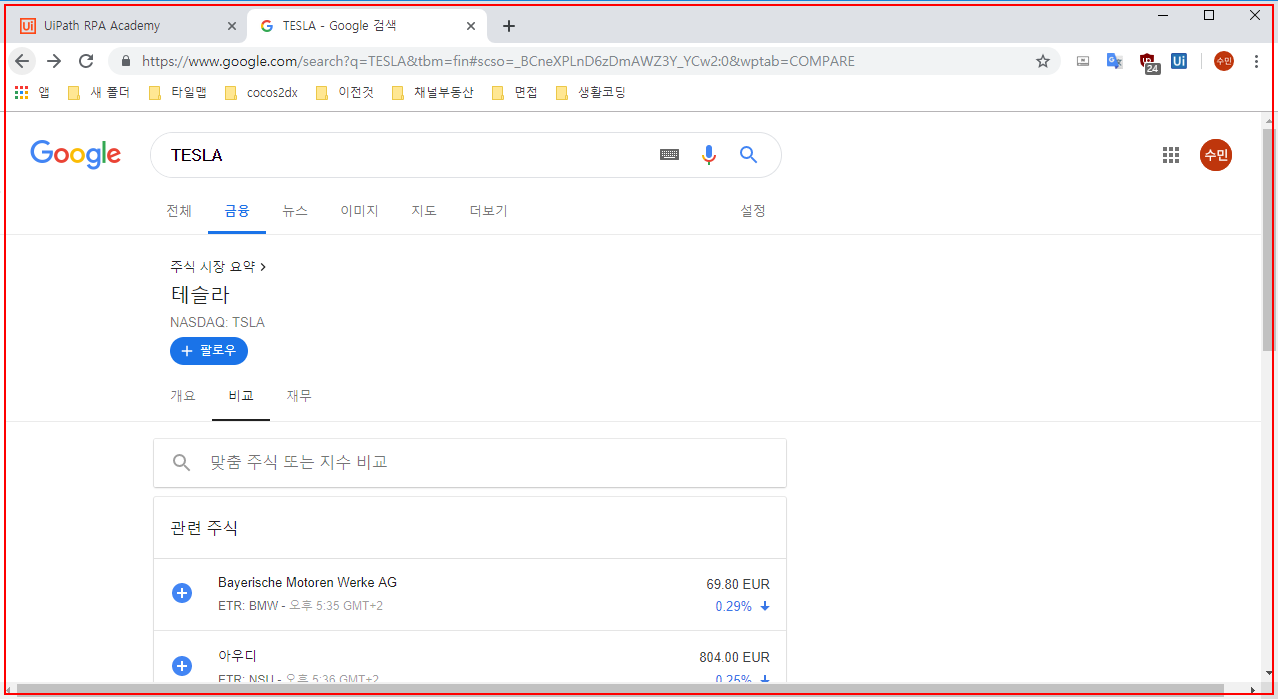 UiPath RPA Academy
TESLA - Google 검색
https://www.google.com/search?q=TESLA&tbm=fin#scso=_BCneXPLnD6zDmAWZ3Y_YCw2:0&wptab=COMPARE
24
Ui
수민
앱 새 폴더 타일맵 cocos2dx 이전것 채널부동산 면접 생활코딩
Google
TESLA
수민
전체 금융 뉴스 이미지 지도 더보기 설정
주식 시장 요약
테슬라
NASDAQ: TSLA
+ 팔로우
개요 비교 재무
맞춤 주식 또는 지수 비교
관련 주식
Bayerische Motoren Werke AG 69.80 EUR
ETR: BMW - 오후 5:35 GMT+2 0.29%
아우디 804.00 EUR
ETR: NSU - 오후 5:36 GMT+2 0.25%